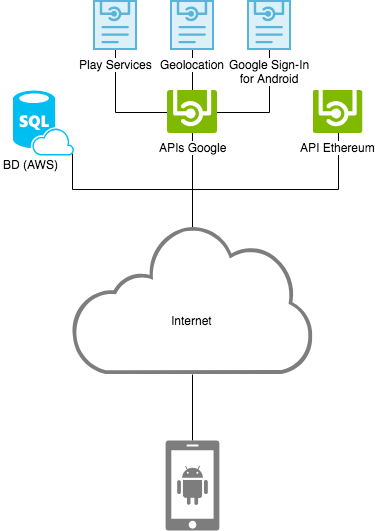 Play Services
Geolocation
Google Sign-In
for Android
SQL
BD (AWS)
APIs Google
API Ethereum
Internet